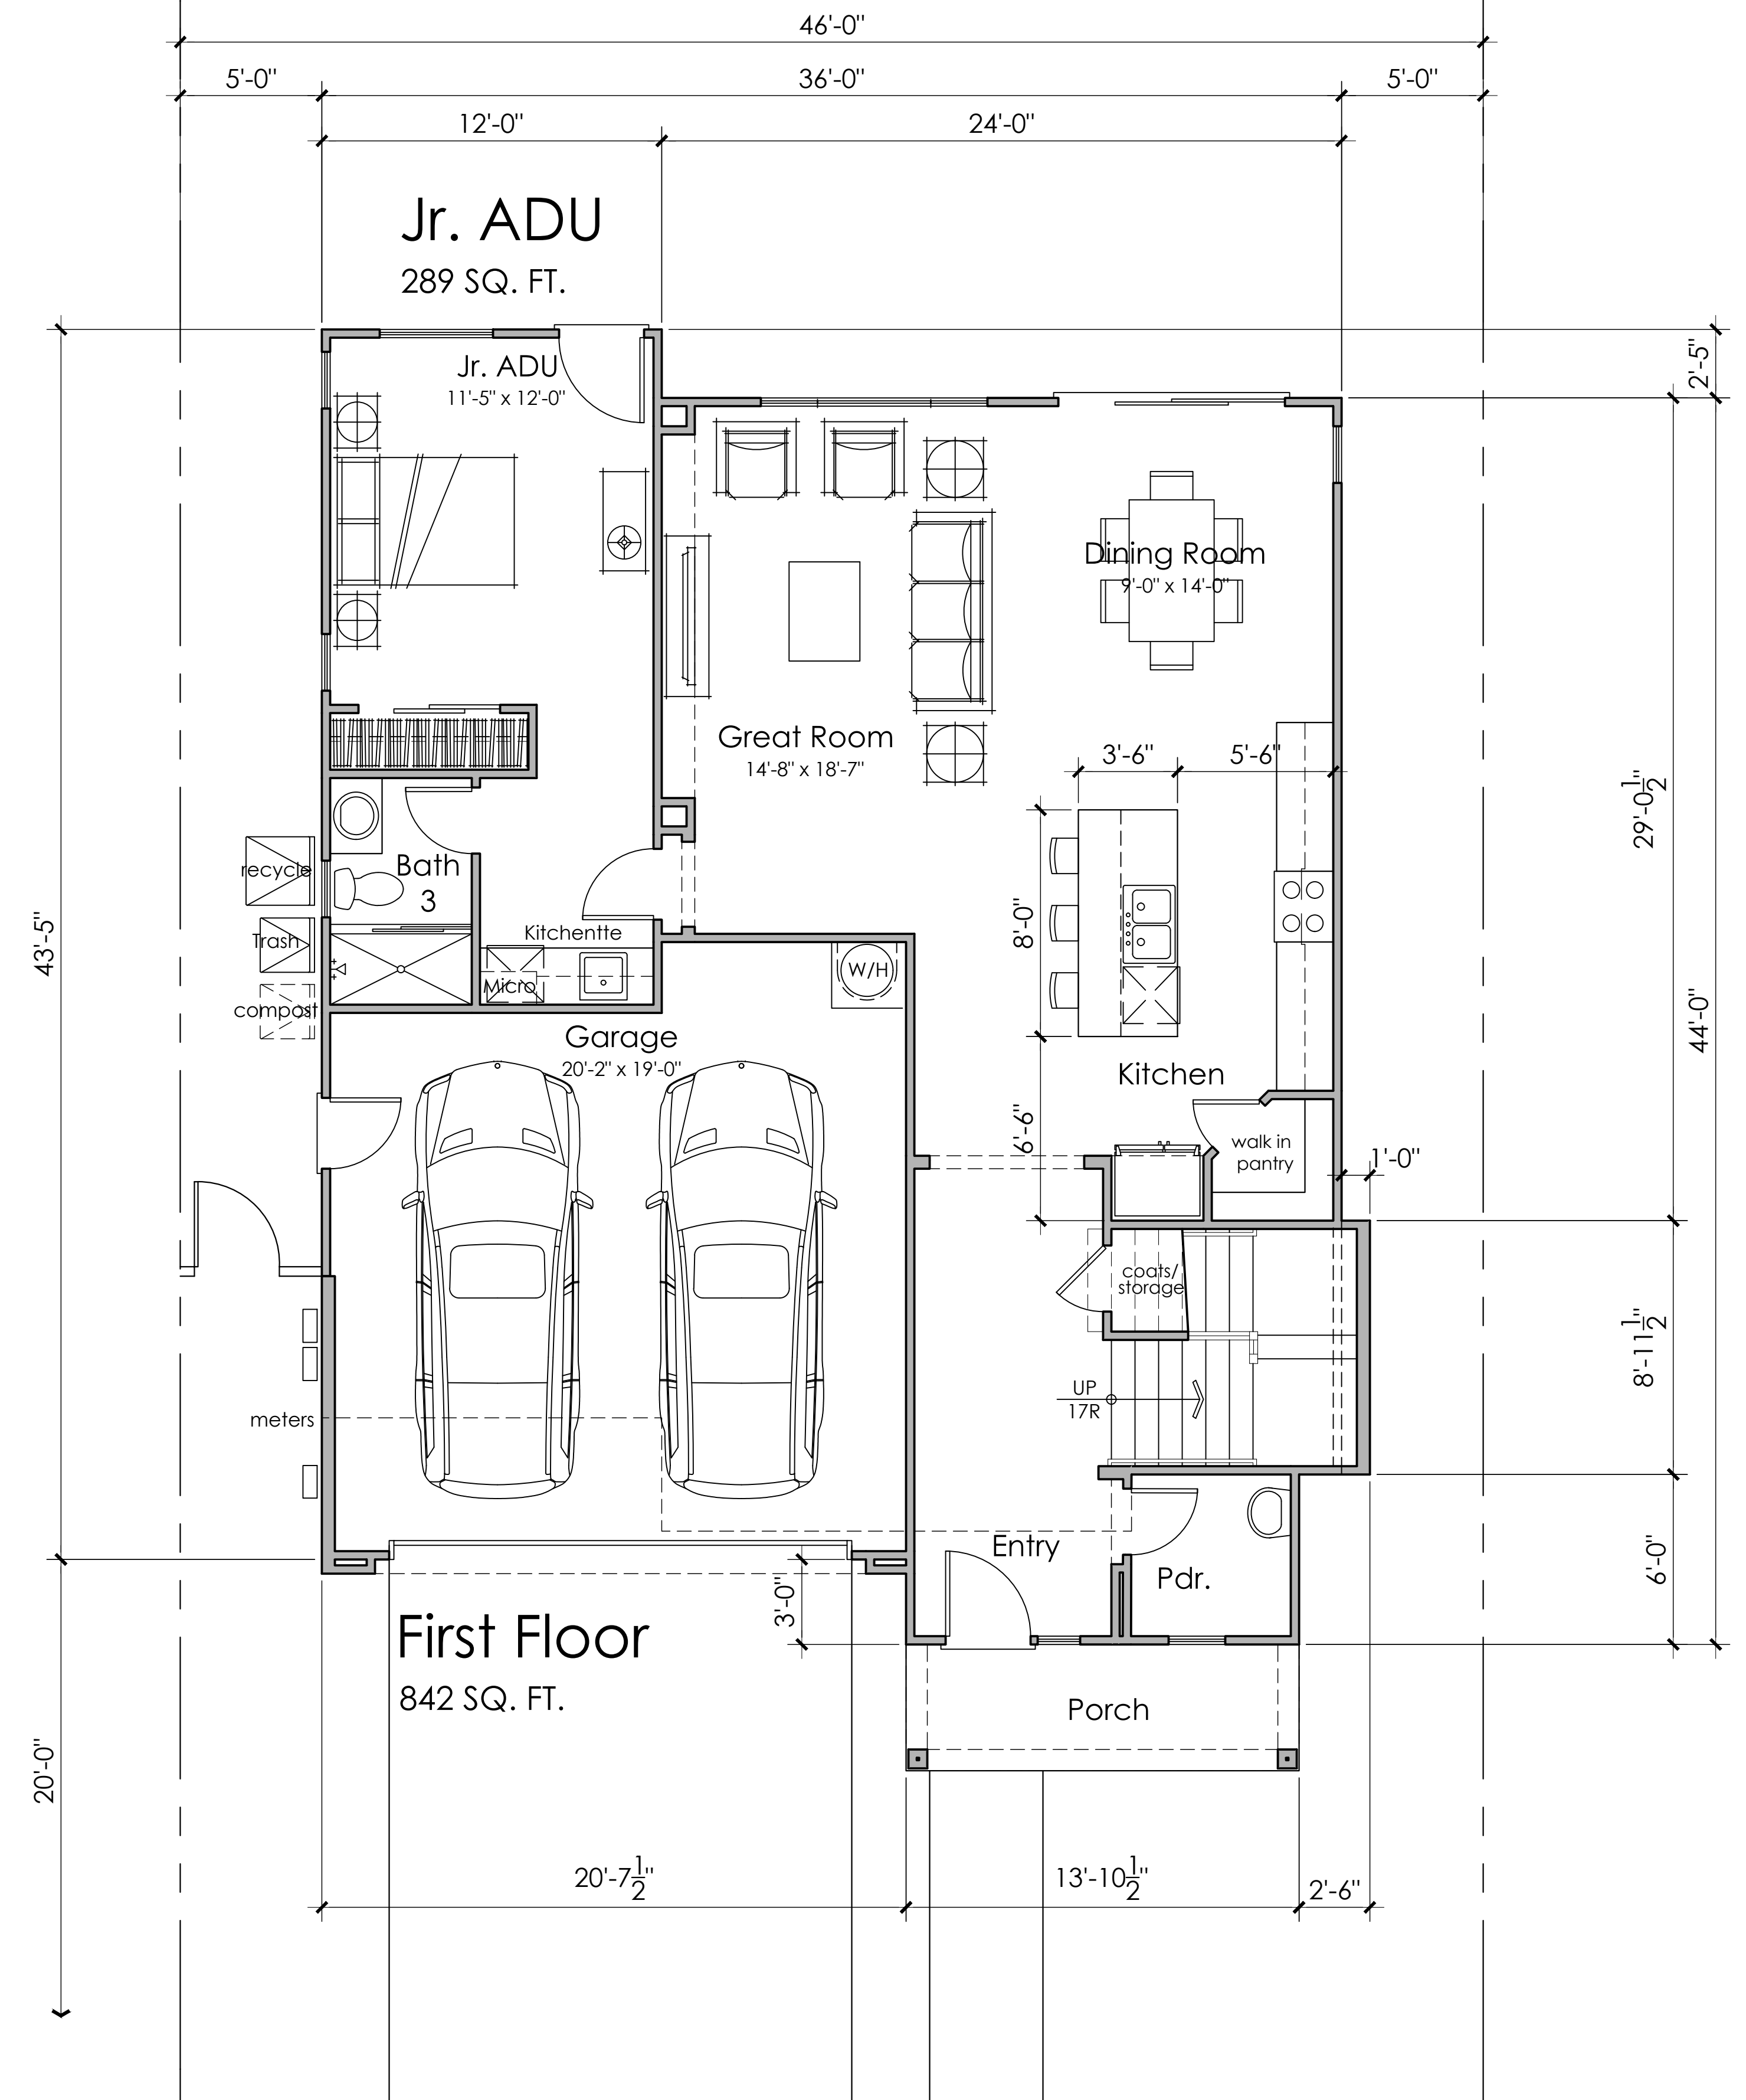 46'-0"
5'-0"
36'-0"
5'-0"
12'-0"
24'-0"
Jr. ADU
289 SQ. FT.
Jr. ADU
11'-5" x 12'-0"
2'-5"
Dining Room
9'-0" x 14'-0"
Great Room
14'-8" x 18'-7"
3'-6"
5'-6"
29'-0 1/2"
recycle
Bath
3
Trash
Kitchentte
Micro
compost
43'-5"
W/H
8'-0"
44'-0"
Garage
20'-2" x 19'-0"
Kitchen
6'-6"
walk in
pantry
1'-0"
coats/
storage
8'-11 1/2"
UP
17R
meters
Entry
Pdr.
6'-0"
3'-0"
First Floor
842 SQ. FT.
Porch
20'-0"
20'-7 1/2"
13'-10 1/2"
2'-6"